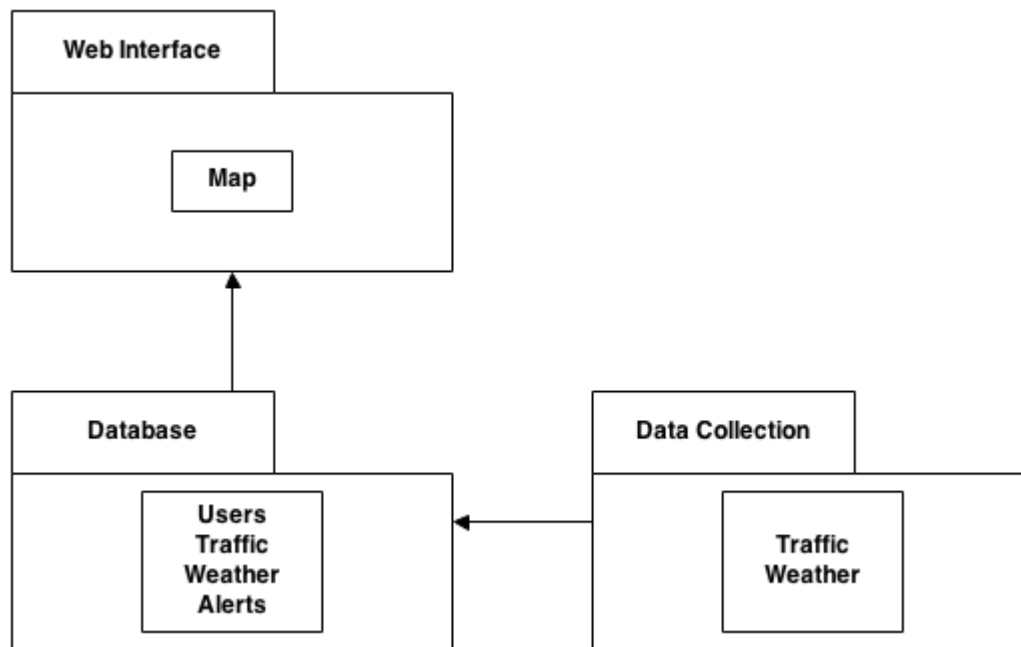 Web Interface
Map
Database
Users
Traffic
Weather
Alerts
Data Collection
Traffic
Weather